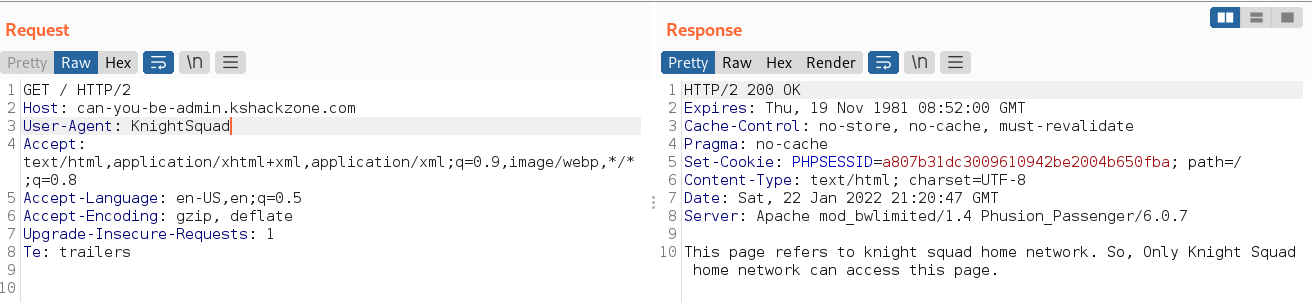 Request
Pretty Raw Hex \n
1 GET / HTTP/2
2 Host: can-you-be-admin.kshackzone.com
3 User-Agent: KnightSquad
4 Accept:
text/html,application/xhtml+xml,application/xml;q=0.9,image/webp,*/*
;q=0.8
5 Accept-Language: en-US,en;q=0.5
6 Accept-Encoding: gzip, deflate
7 Upgrade-Insecure-Requests: 1
8 Te: trailers
9
10
Response
Pretty Raw Hex Render \n
1 HTTP/2 200 OK
2 Expires: Thu, 19 Nov 1981 08:52:00 GMT
3 Cache-Control: no-store, no-cache, must-revalidate
4 Pragma: no-cache
5 Set-Cookie: PHPSESSID=a807b31dc3009610942be2004b650fba; path=/
6 Content-Type: text/html; charset=UTF-8
7 Date: Sat, 22 Jan 2022 21:20:47 GMT
8 Server: Apache mod_bwlimited/1.4 Phusion_Passenger/6.0.7
9
10 This page refers to knight squad home network. So, Only Knight Squad
home network can access this page.